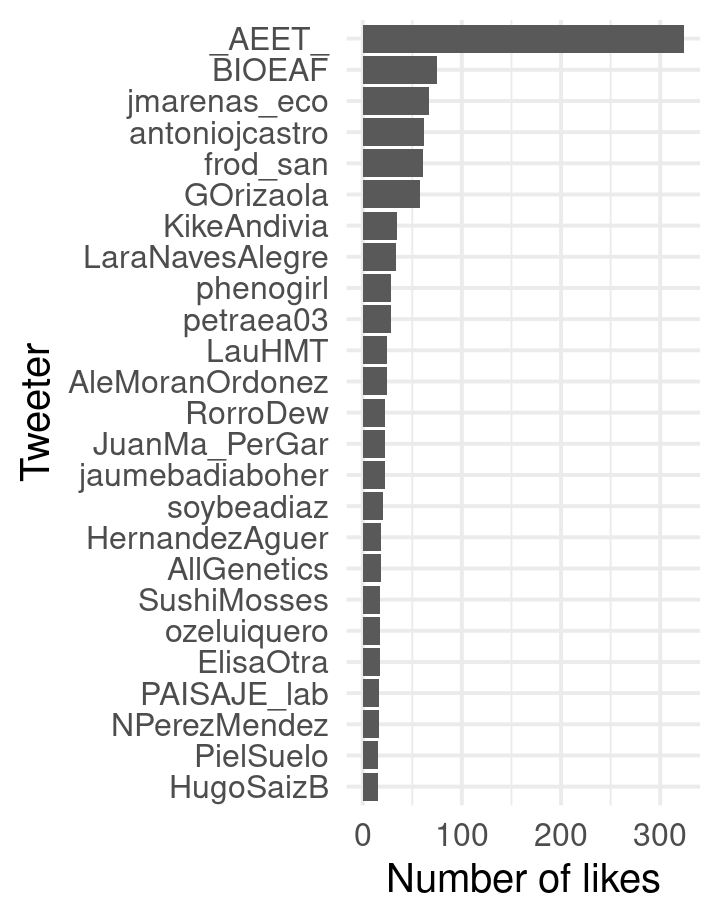 _AEET_
BIOEAF
jmarenas_eco
antoniojcastro
frod_san
GOrizaola
KikeAndivia
LaraNavesAlegre
phenogirl
petraea03
LauHMT
AleMoranOrdonez
RorroDew
JuanMa_PerGar
jaumebadiaboher
soybeadiaz
HernandezAguer
AllGenetics
SushiMosses
ozeluiquero
ElisaOtra
PAISAJE_lab
NPerezMendez
PielSuelo
HugoSaizB
Tweeter
0 100 200 300
Number of likes